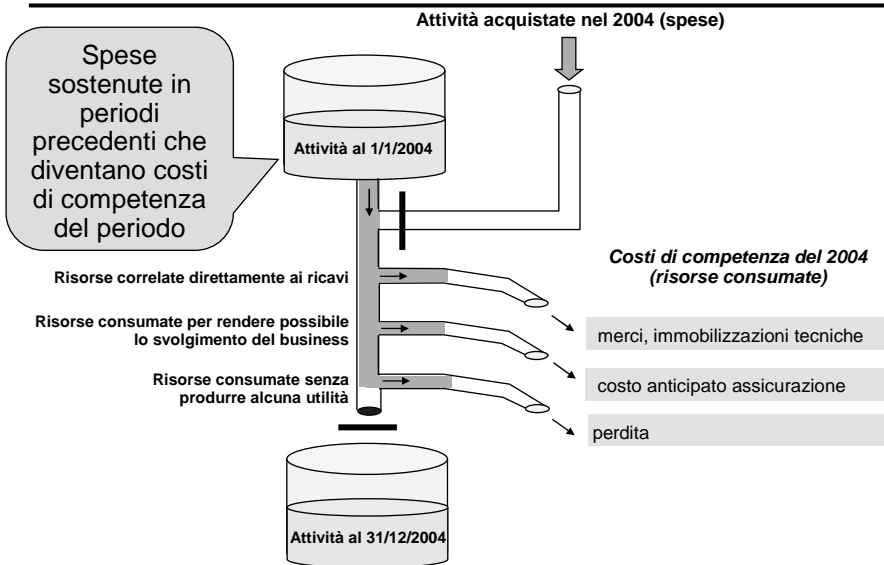 Attività acquistate nel 2004 (spese)
Spese
sostenute in
periodi
precedenti che
diventano costi
di competenza
del periodo
Attività al 1/1/2004
Risorse correlate direttamente ai ricavi
Risorse consumate per rendere possibile
lo svolgimento del business
Risorse consumate senza
produrre alcuna utilità
Costi di competenza del 2004
(risorse consumate)
merci, immobilizzazioni tecniche
costo anticipato assicurazione
perdita
Attività al 31/12/2004